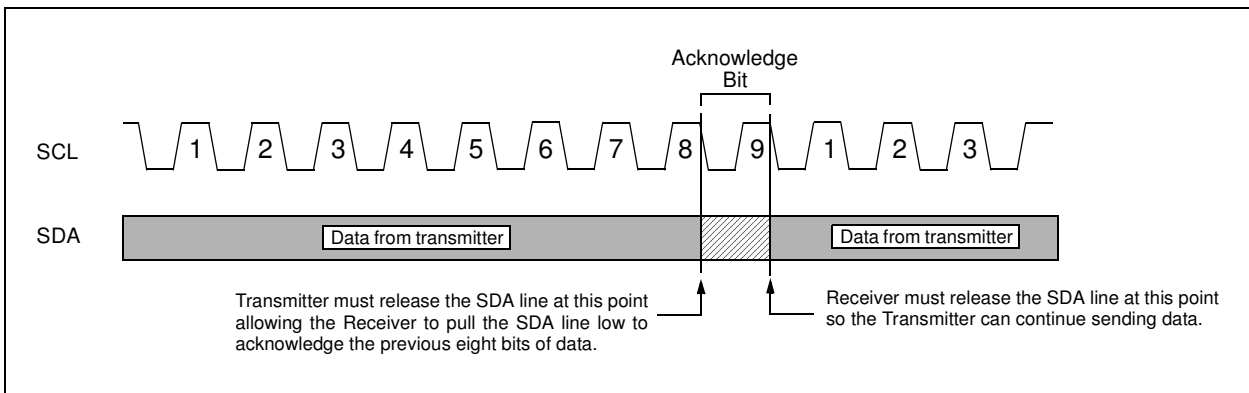 Acknowledge
Bit
SCL 1 2 3 4 5 6 7 8 9 1 2 3
SDA Data from transmitter Data from transmitter
Transmitter must release the SDA line at this point
allowing the Receiver to pull the SDA line low to
acknowledge the previous eight bits of data.
Receiver must release the SDA line at this point
so the Transmitter can continue sending data.